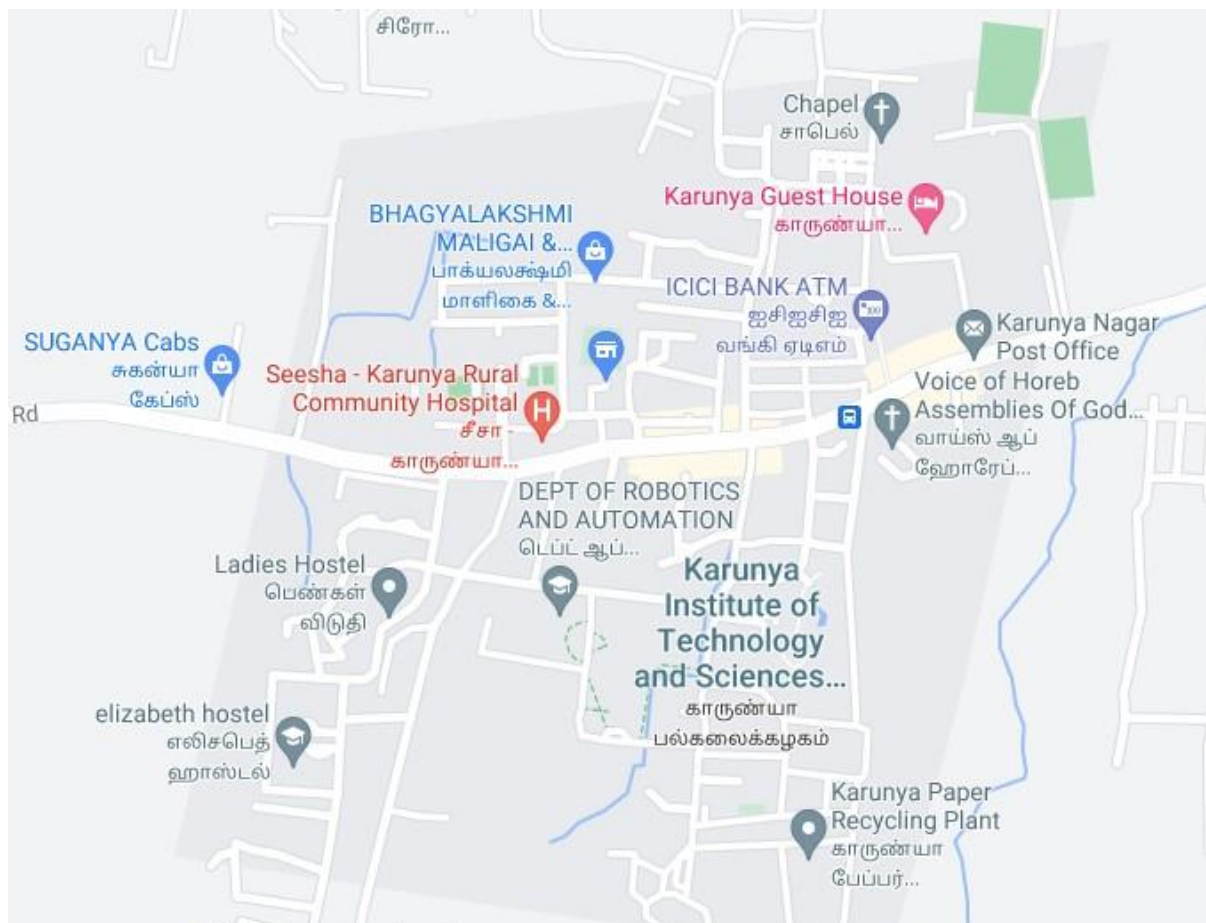 சிரோ...
Chapel
சாபெல்
Karunya Guest House
காருண்யா...
BHAGYALAKSHMI
MALIGAI &...
பாக்யலக்ஷ்மி
மாளிகை &...
ICICI BANK ATM
ஐசிஐசிஐ
வங்கி ஏடிஎம்
Karunya Nagar
Post Office
SUGANYA Cabs
சுகன்யா
கேப்ஸ்
Seesha - Karunya Rural
Community Hospital
சீசா -
காருண்யா...
Voice of Horeb
Assemblies Of God...
வாய்ஸ் ஆப்
ஹோரேப்...
Rd
DEPT OF ROBOTICS
AND AUTOMATION
டெப்ட் ஆப்...
Ladies Hostel
பெண்கள்
விடுதி
Karunya
Institute of
Technology
and Sciences...
காருண்யா
பல்கலைக்கழகம்
elizabeth hostel
எலிசபெத்
ஹாஸ்டல்
Karunya Paper
Recycling Plant
காருண்யா
பேப்பர்...